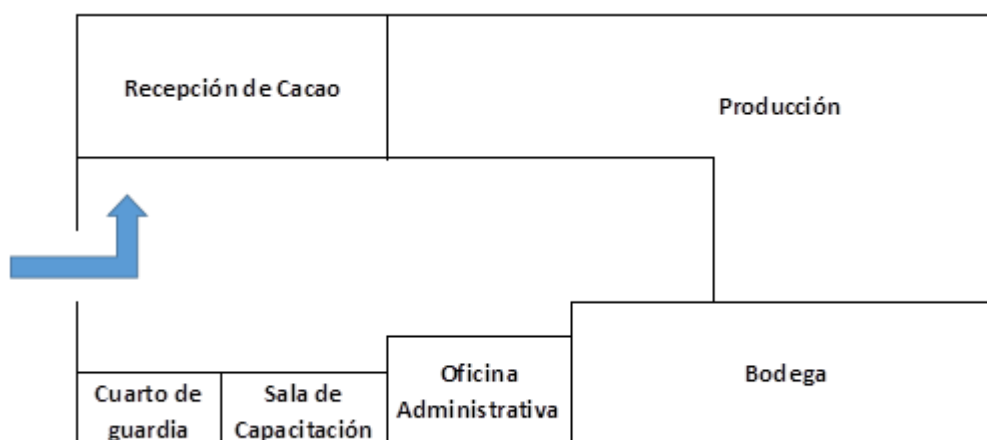 Recepción de Cacao
Producción
Cuarto de
guardia
Sala de
Capacitación
Oficina
Administrativa
Bodega